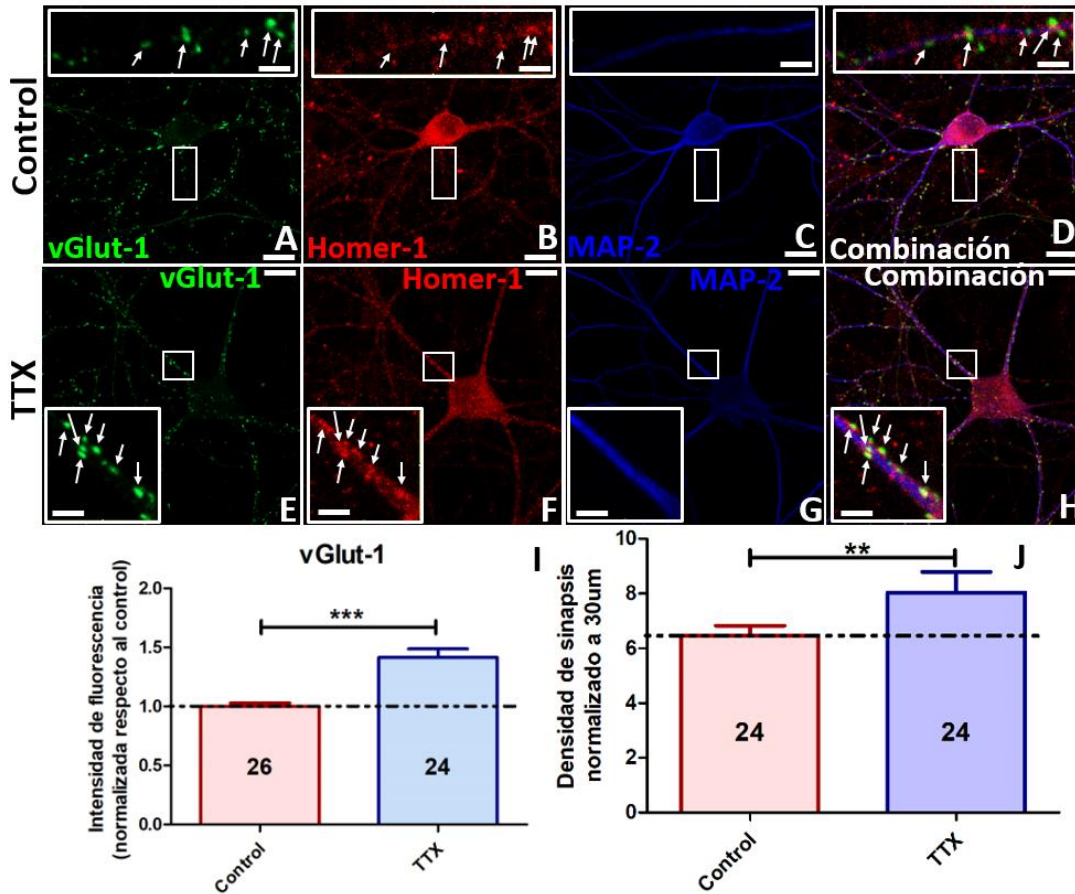 Control
vGlut-1
A
Homer-1
B
MAP-2
C
Combinación
D
TTX
vGlut-1
E
Homer-1
F
MAP-2
G
Combinación
H
vGlut-1
I
Intensidad de fluorescencia
(normalizada respecto al control)
2.0
1.5
1.0
0.5
0.0
***
26
24
Control
TTX
J
Densidad de sinapsis
normalizado a 30um
10
8
6
4
2
0
**
24
24
Control
TTX